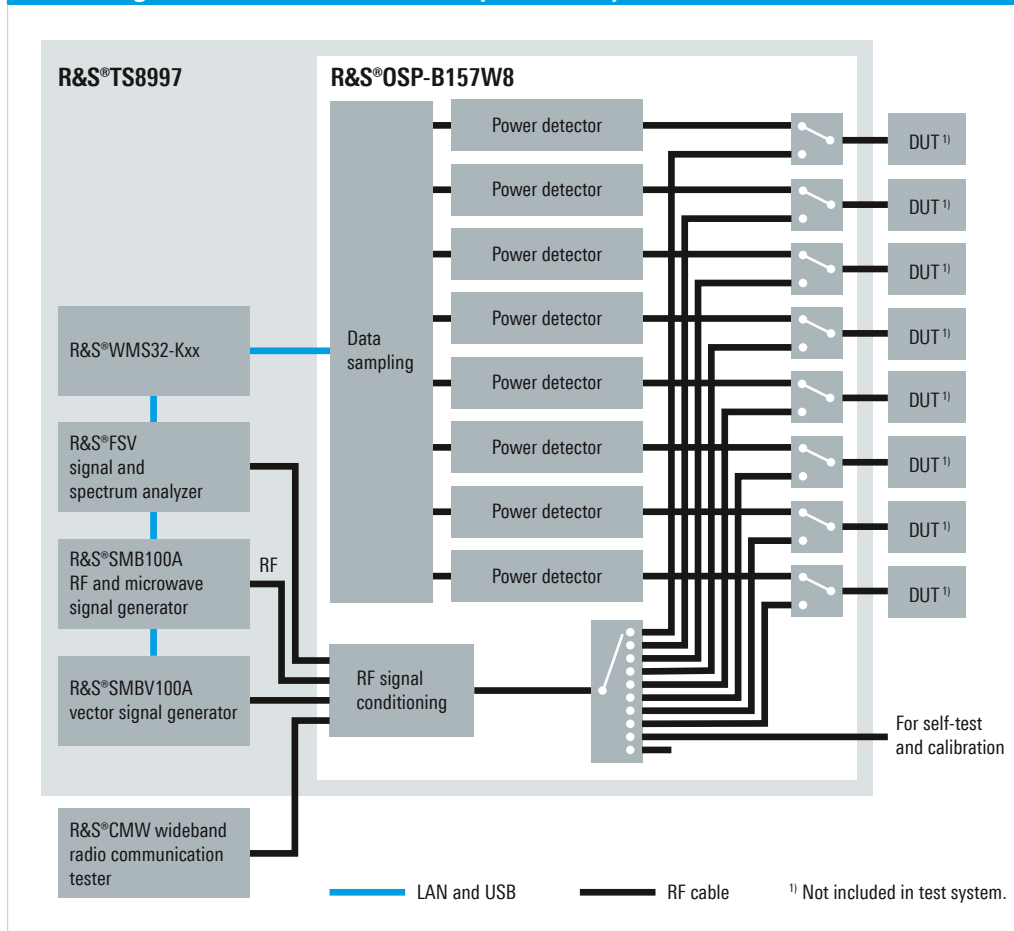 R&S®TS8997
R&S®OSP-B157W8
Power detector
DUT 1)
Power detector
DUT 1)
Power detector
DUT 1)
Power detector
DUT 1)
Power detector
DUT 1)
Power detector
DUT 1)
Power detector
DUT 1)
Power detector
DUT 1)
Data
sampling
R&S®WMS32-Kxx
R&S®FSV
signal and
spectrum analyzer
R&S®SMB100A
RF and microwave
signal generator
RF
R&S®SMBV100A
vector signal generator
RF signal
conditioning
For self-test
and calibration
R&S®CMW wideband
radio communication
tester
LAN and USB
RF cable
1) Not included in test system.